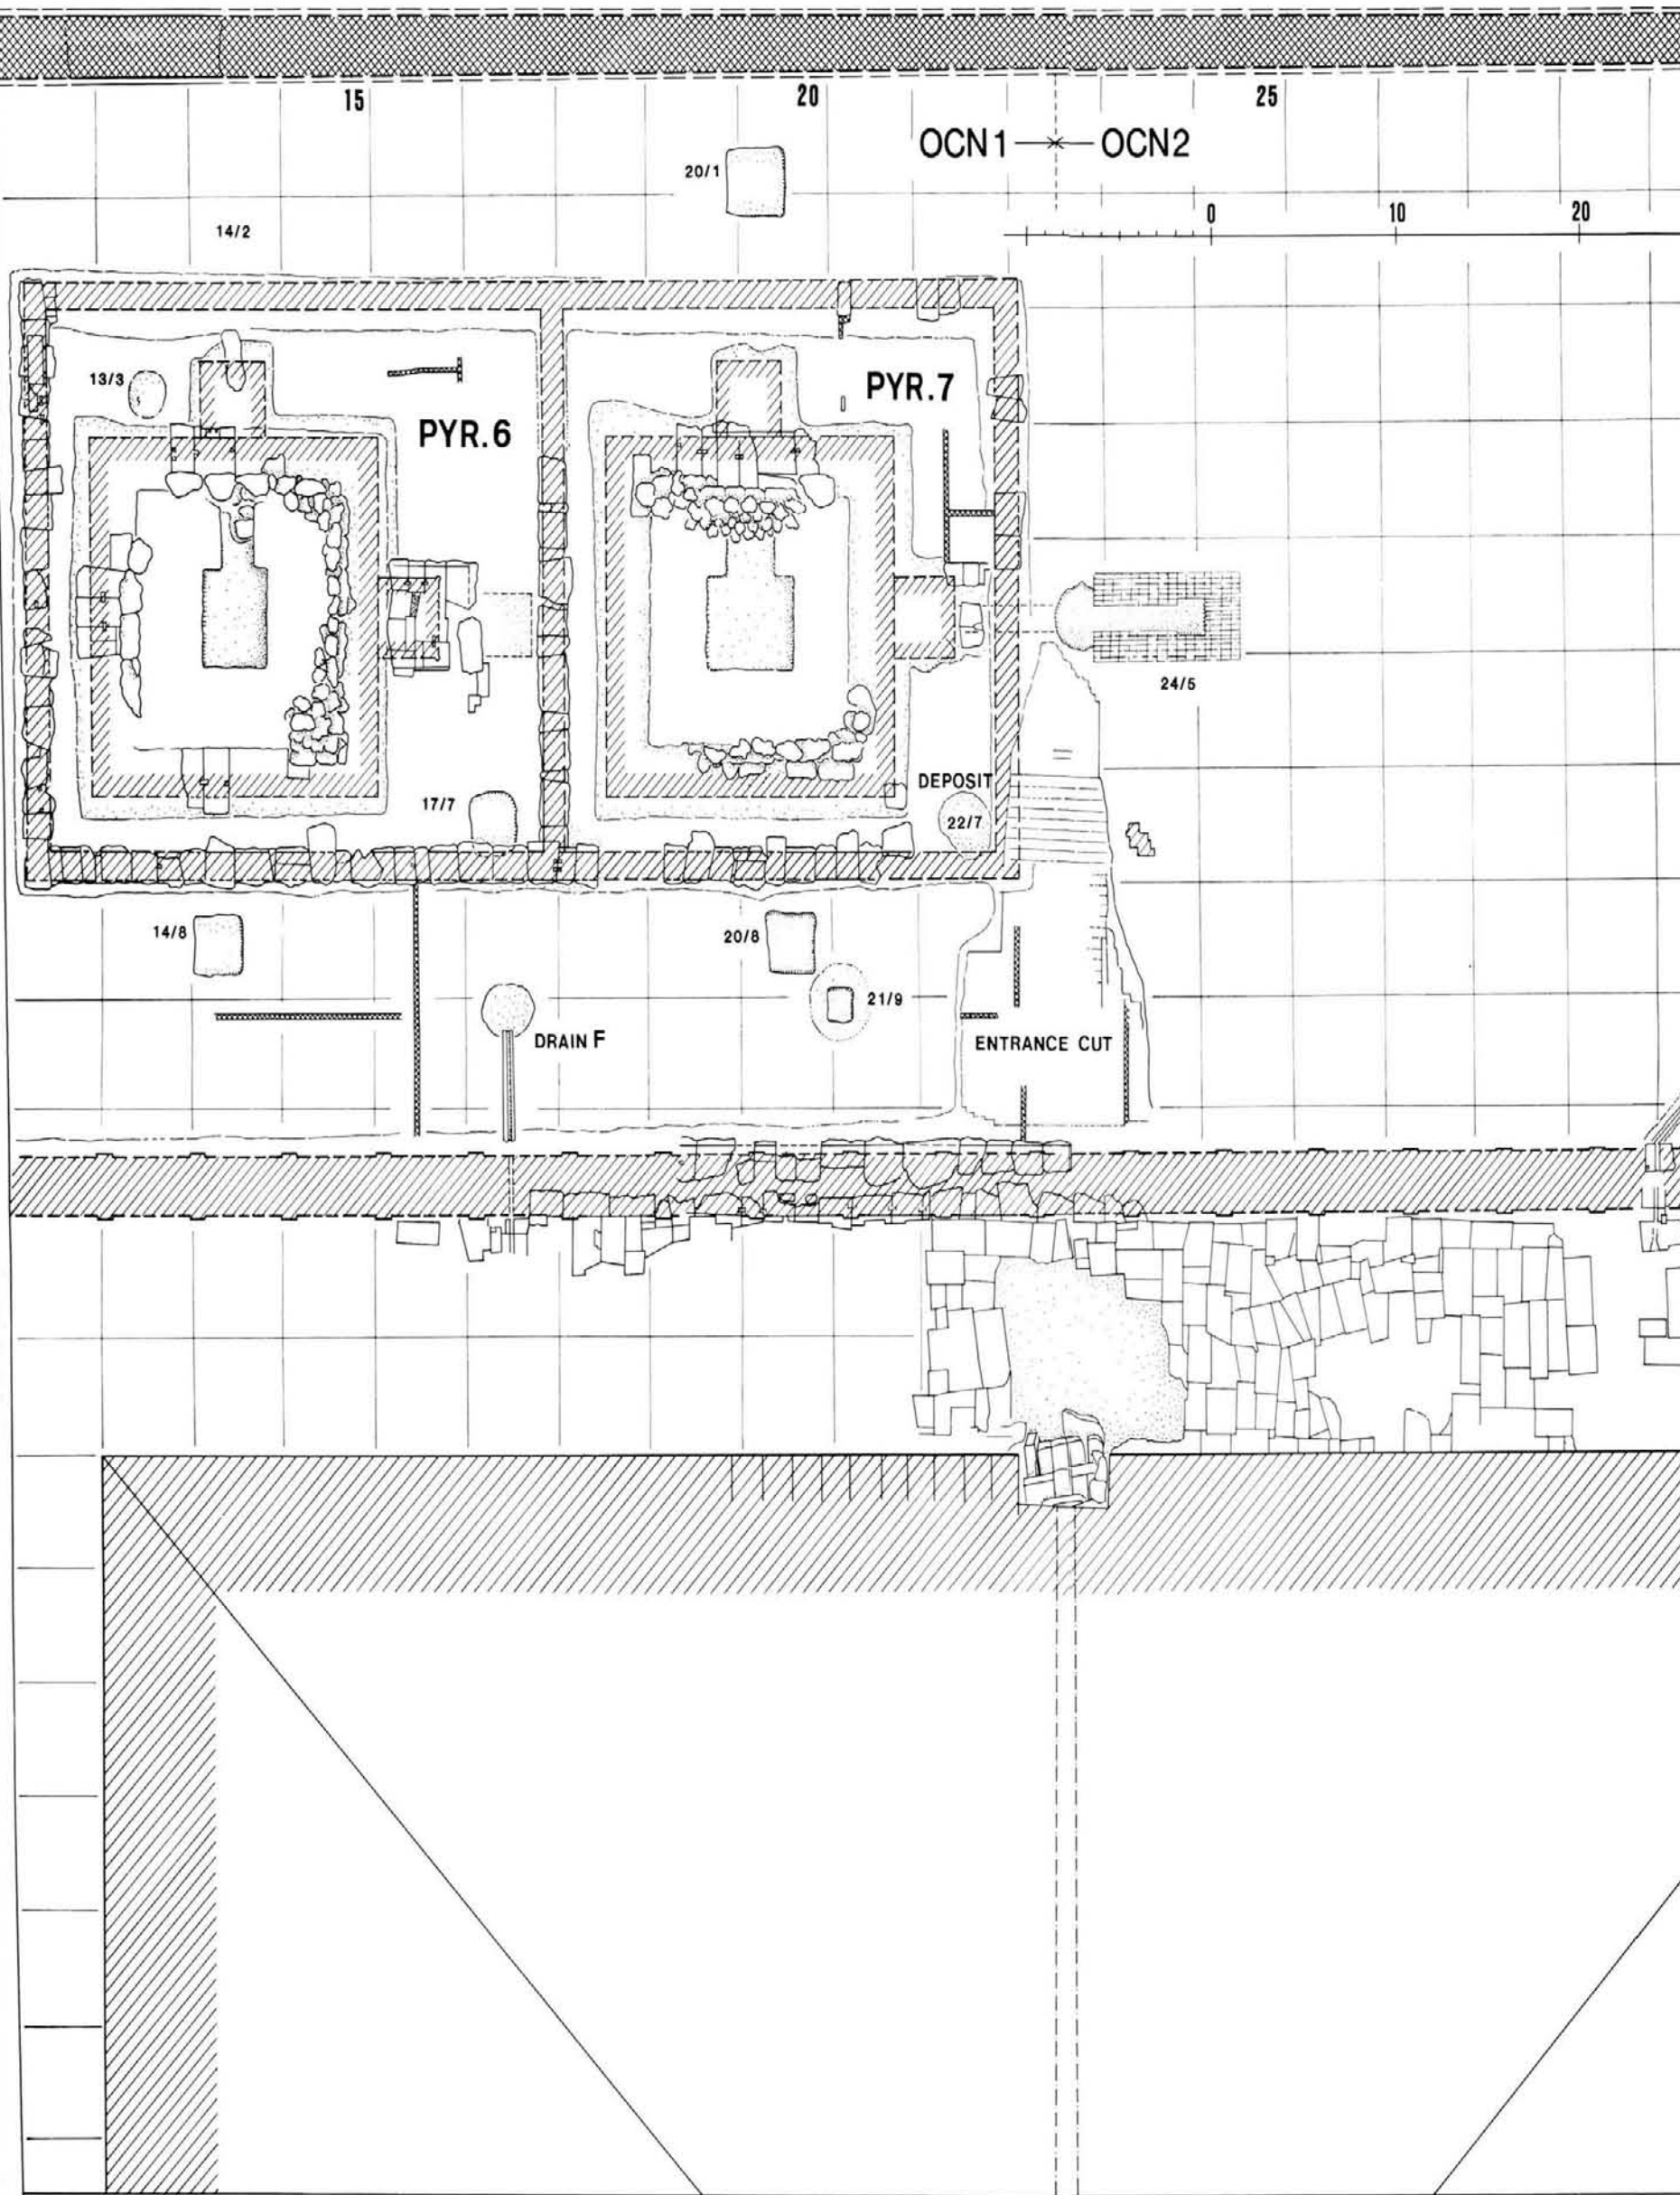 15 20 25
OCN1 OCN2
20/1
0 10 20
14/2
13/3
PYR.7
PYR.6
24/5
DEPOSIT
17/7
22/7
14/8
20/8
21/9
DRAIN F
ENTRANCE CUT